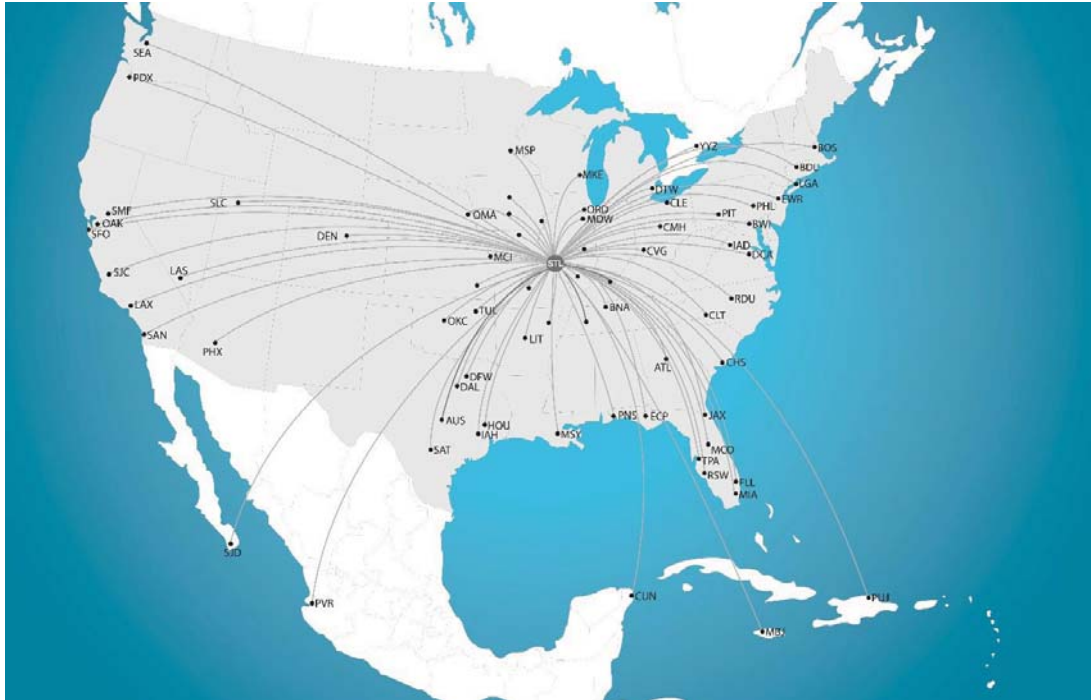 SEA
PDX
MSP
YYZ
BOS
BDL
LGA
MKE
DTW
CLE
EWR
PHL
SLC
SMF
OAK
SFO
OMA
ORD
MDW
PIT
BWI
CMH
DEN
IAD
DCA
CVG
MCI
STL
SJC
LAS
LAX
RDU
BNA
TUL
OKC
CLT
SAN
PHX
LIT
ATL
CHS
DFW
DAL
AUS
HOU
IAH
SAT
MSY
PNS
ECP
JAX
MCO
TPA
RSW
FLL
MIA
SJD
PVR
CUN
PUJ